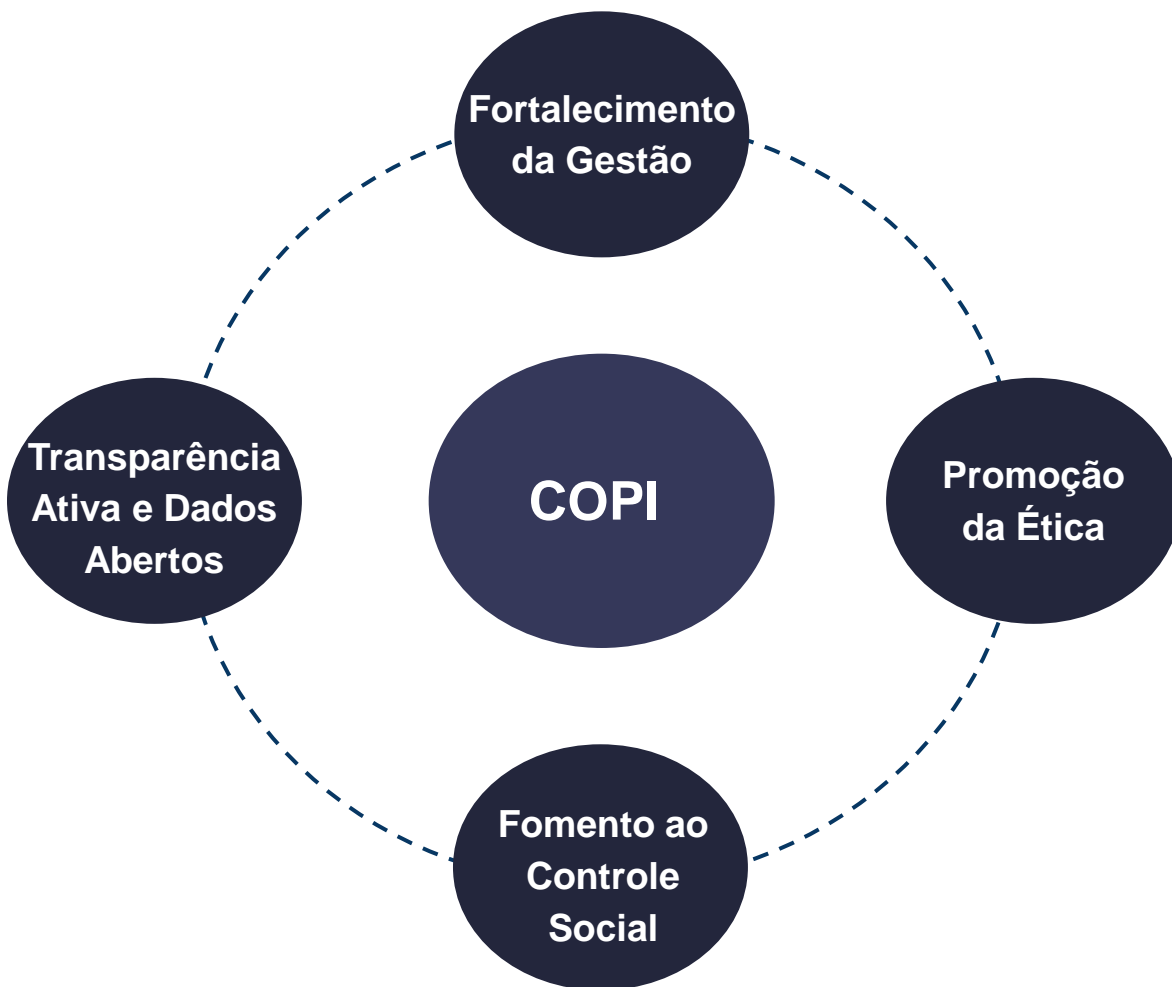 Fortalecimento
da Gestão
Transparência
Ativa e Dados
Abertos
COPI
Promoção
da Ética
Fomento ao
Controle
Social